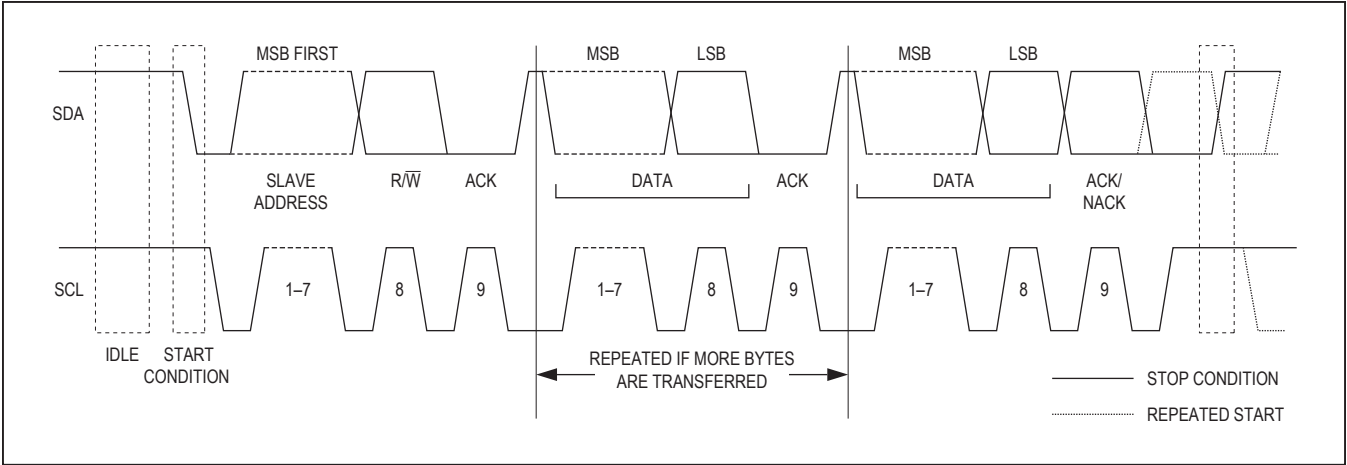 MSB FIRST
MSB
LSB
MSB
LSB
SDA
SLAVE
ADDRESS
R/W̅
ACK
DATA
ACK
DATA
ACK/
NACK
SCL
1–7
8
9
1–7
8
9
1–7
8
9
IDLE
START
CONDITION
REPEATED IF MORE BYTES
ARE TRANSFERRED
STOP CONDITION
REPEATED START